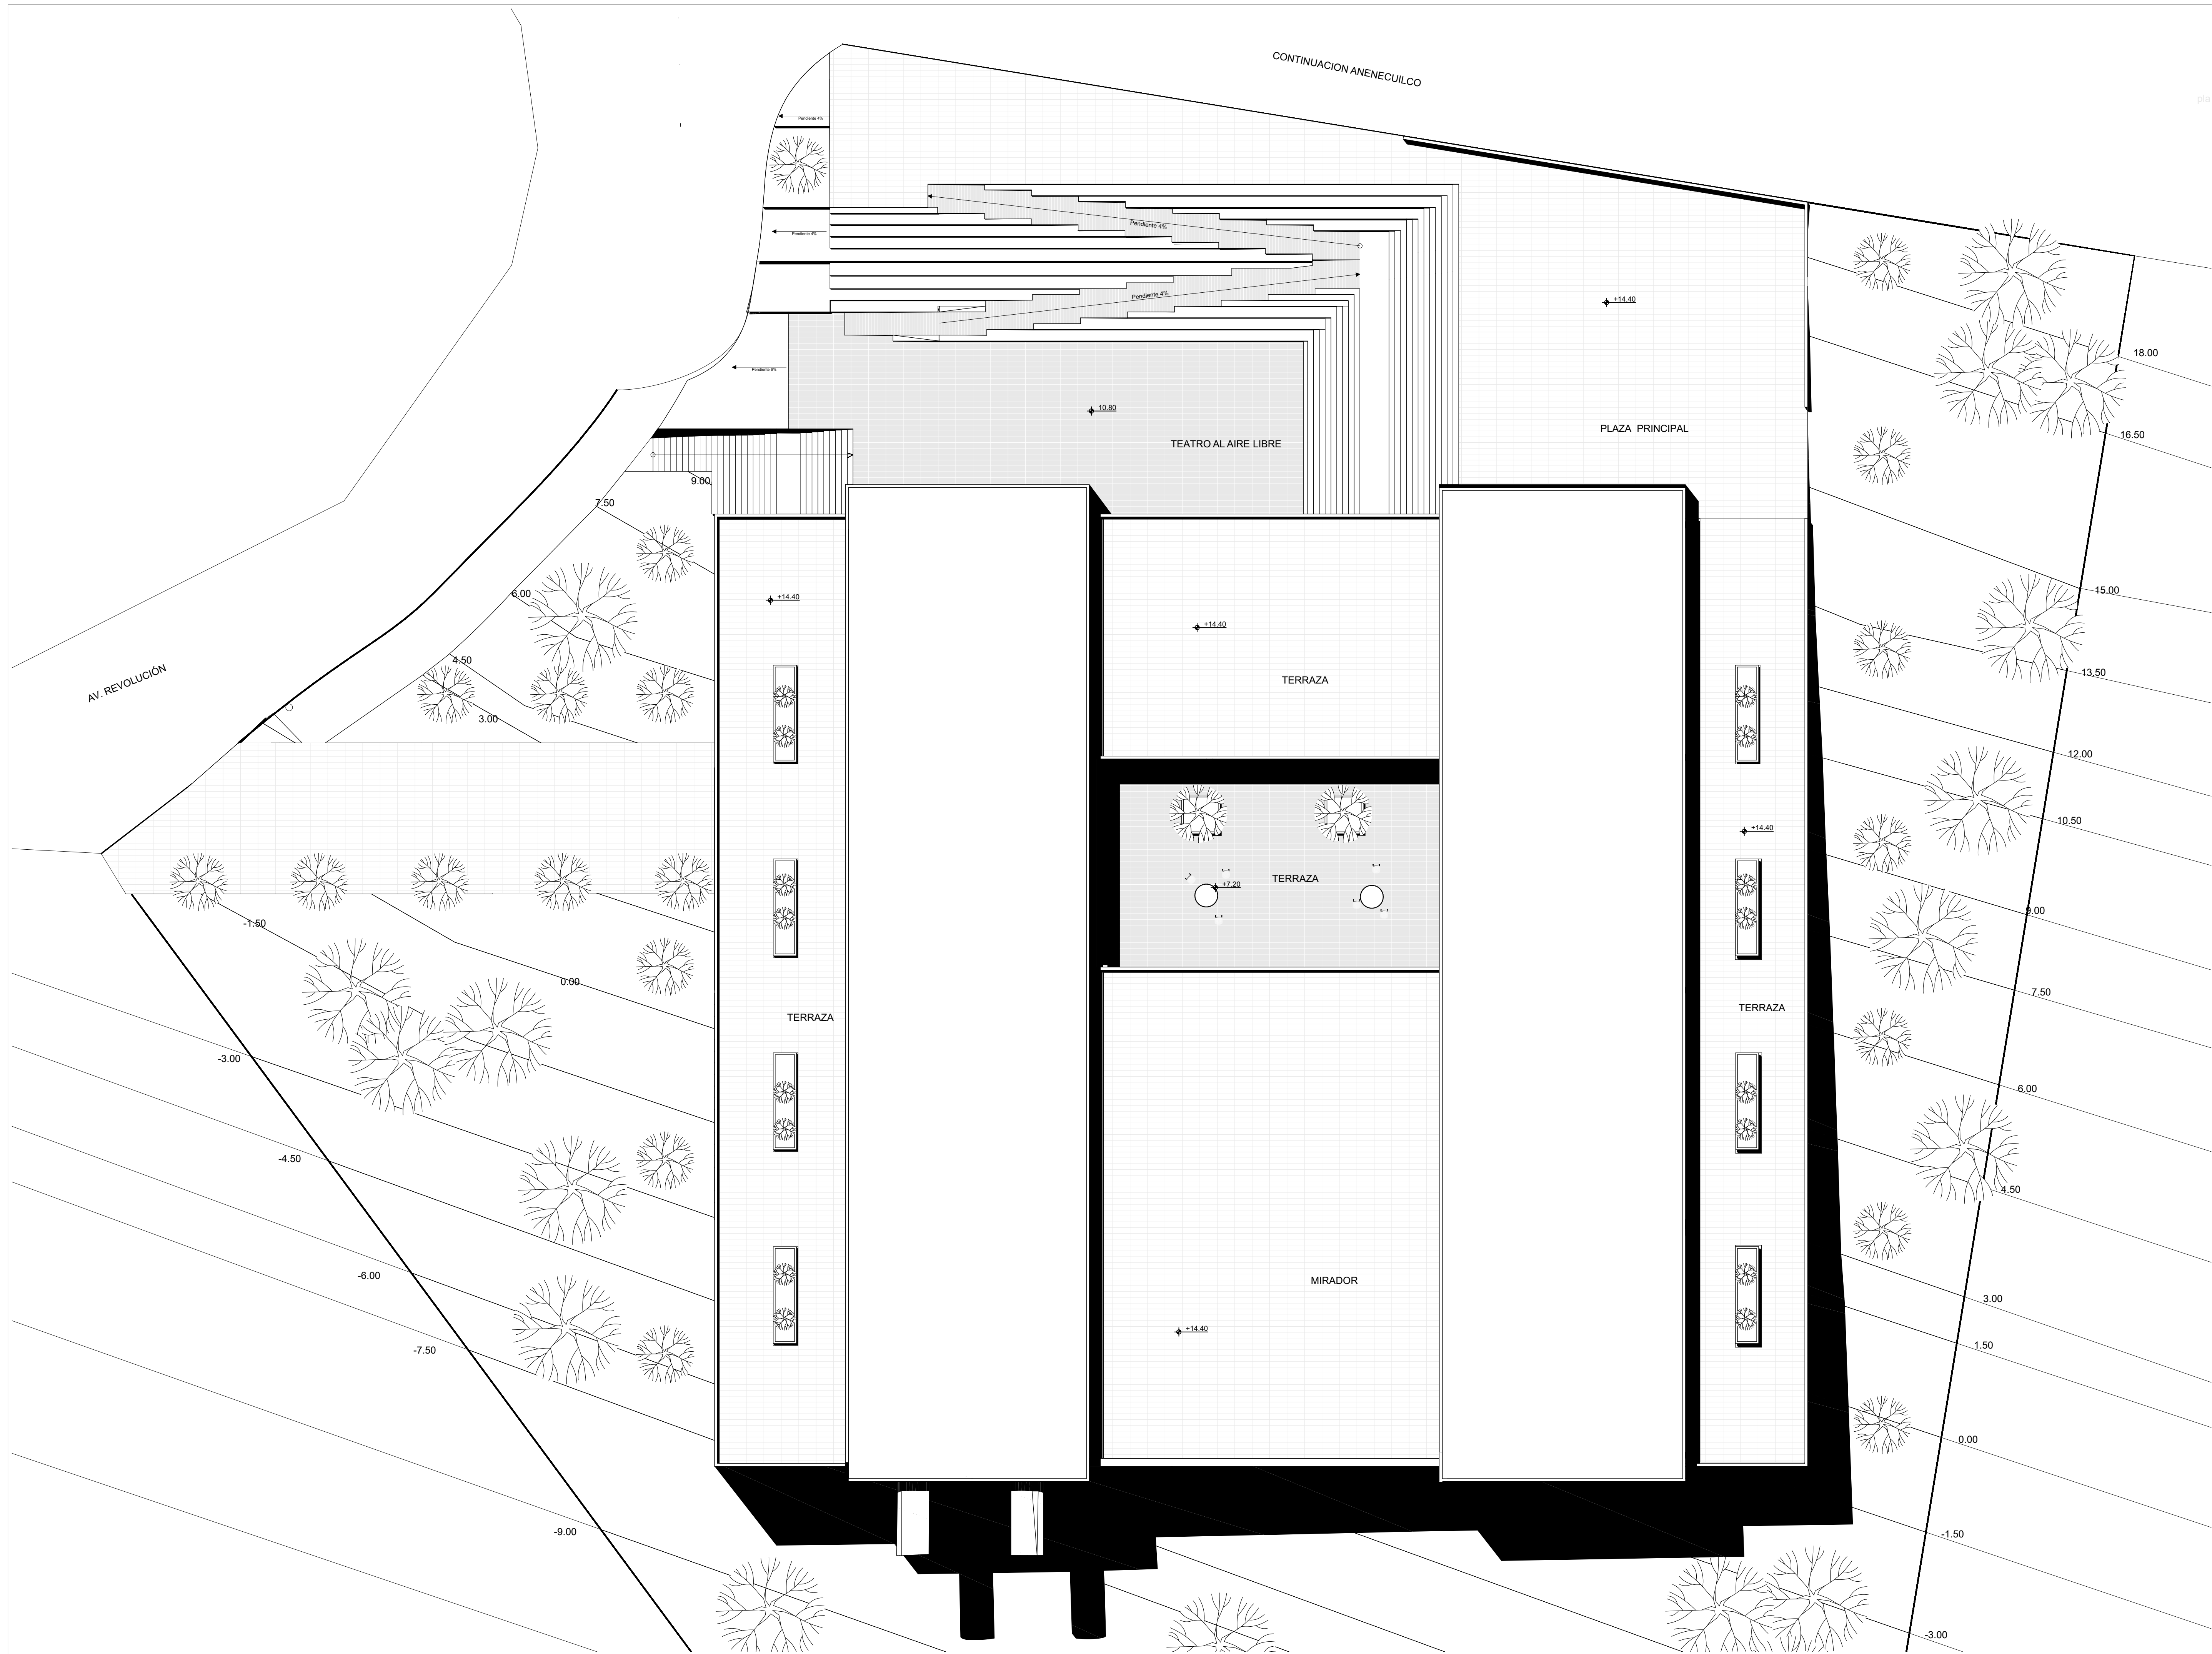 CONTINUACION ANENECUILCO
Pendiente 4%
Pendiente 4%
Pendiente 4%
Pendiente 4%
Pendiente 6%
+14.40
10.80
TEATRO AL AIRE LIBRE
PLAZA PRINCIPAL
18.00
16.50
15.00
13.50
12.00
10.50
9.00
7.50
6.00
4.50
3.00
1.50
0.00
-1.50
-3.00
AV. REVOLUCIÓN
9.00
7.50
6.00
4.50
3.00
-1.50
0.00
-3.00
-4.50
-6.00
-7.50
-9.00
+14.40
TERRAZA
+14.40
TERRAZA
+7.20
TERRAZA
MIRADOR
+14.40
+14.40
TERRAZA